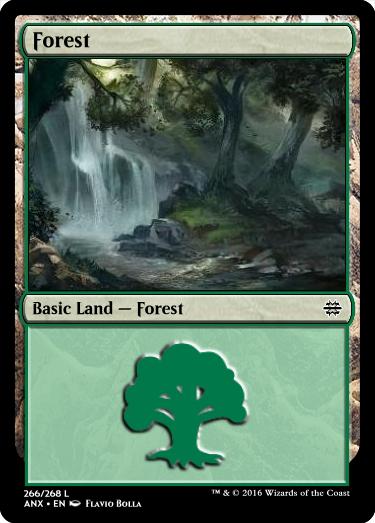 Forest
Basic Land — Forest
266/268 L
ANX • EN Flavio Bolla
™ & © 2016 Wizards of the Coast